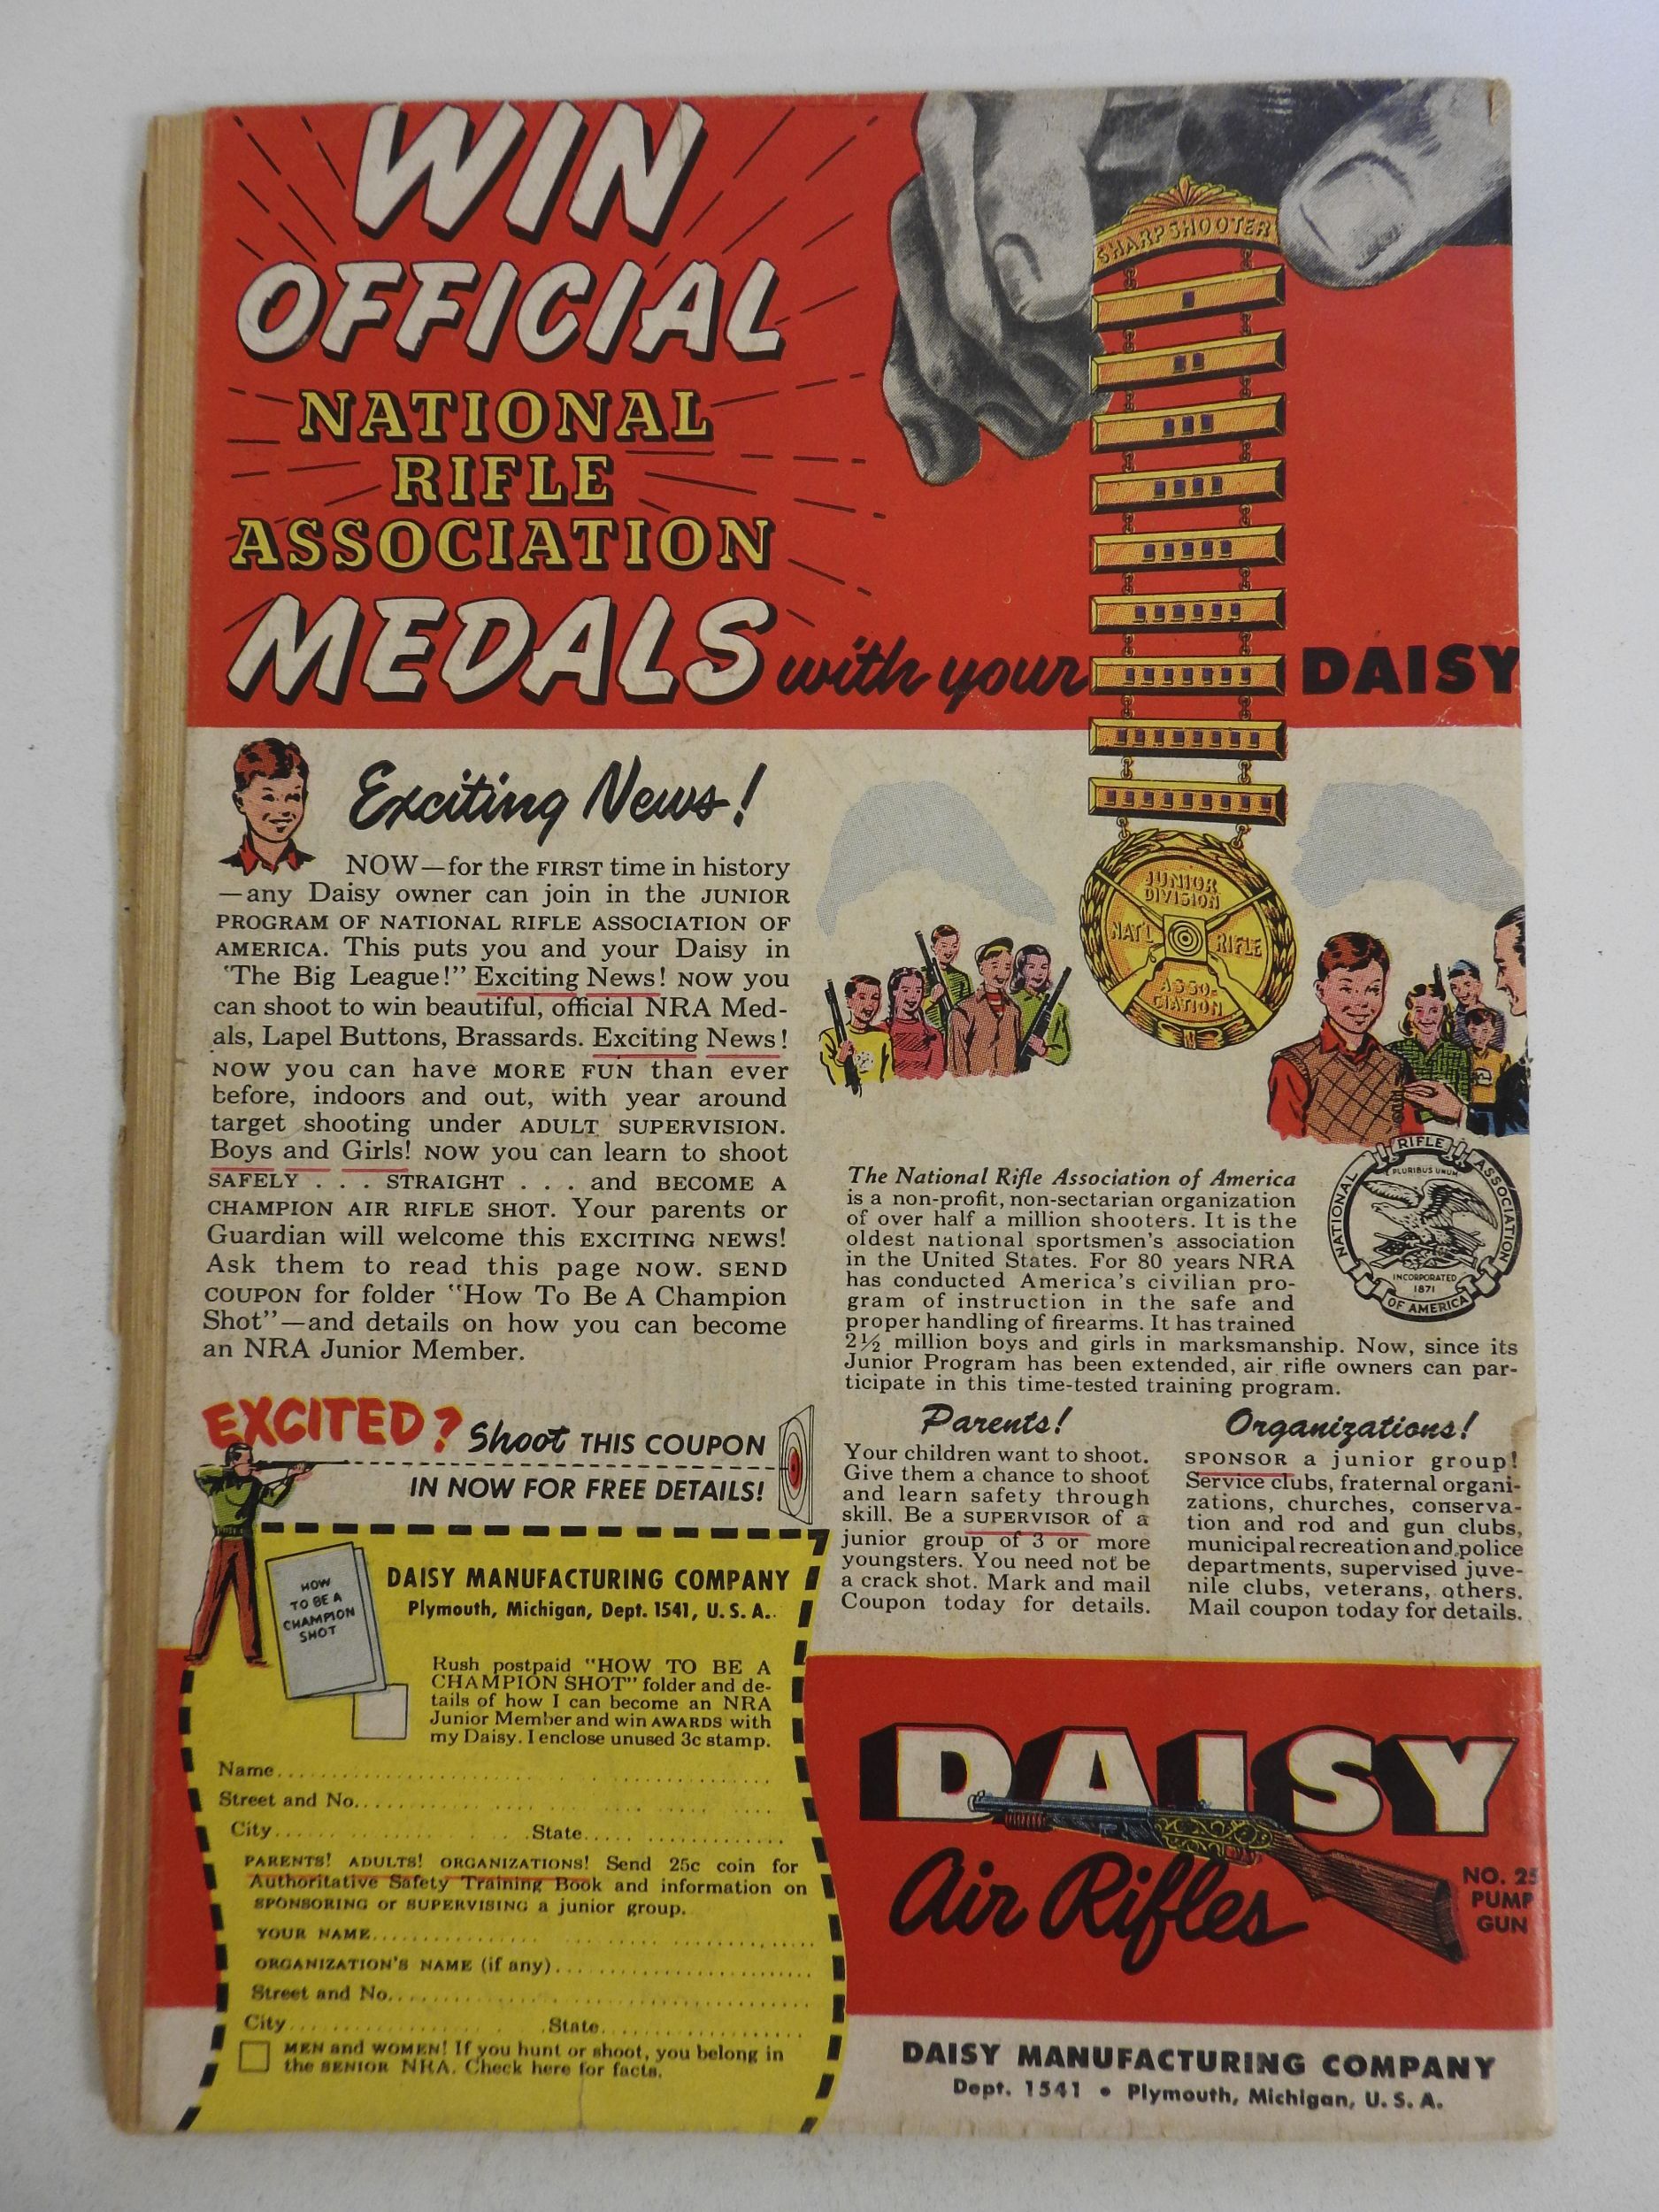 WIN
OFFICIAL
NATIONAL
RIFLE
ASSOCIATION
MEDALS with your DAISY
SHARPSHOOTER
JUNIOR
DIVISION
NAT'L RIFLE
ASSO-
CIATION
Exciting News!
NOW—for the FIRST time in history
—any Daisy owner can join in the JUNIOR
PROGRAM OF NATIONAL RIFLE ASSOCIATION OF
AMERICA. This puts you and your Daisy in
"The Big League!" Exciting News! NOW you
can shoot to win beautiful, official NRA Med-
als, Lapel Buttons, Brassards. Exciting News!
NOW you can have MORE FUN than ever
before, indoors and out, with year around
target shooting under ADULT SUPERVISION.
Boys and Girls! NOW you can learn to shoot
SAFELY . . . STRAIGHT . . . and BECOME A
CHAMPION AIR RIFLE SHOT. Your parents or
Guardian will welcome this EXCITING NEWS!
Ask them to read this page NOW. SEND
COUPON for folder "How To Be A Champion
Shot"—and details on how you can become
an NRA Junior Member.
The National Rifle Association of America
is a non-profit, non-sectarian organization
of over half a million shooters. It is the
oldest national sportsmen's association
in the United States. For 80 years NRA
has conducted America's civilian pro-
gram of instruction in the safe and
proper handling of firearms. It has trained
2½ million boys and girls in marksmanship. Now, since its
Junior Program has been extended, air rifle owners can par-
ticipate in this time-tested training program.
NATIONAL RIFLE ASSOCIATION
PLURIBUS UNUM
INCORPORATED
1871
OF AMERICA
EXCITED? Shoot THIS COUPON
IN NOW FOR FREE DETAILS!
Parents!
Your children want to shoot.
Give them a chance to shoot
and learn safety through
skill. Be a SUPERVISOR of a
junior group of 3 or more
youngsters. You need not be
a crack shot. Mark and mail
Coupon today for details.
Organizations!
SPONSOR a junior group!
Service clubs, fraternal organi-
zations, churches, conserva-
tion and rod and gun clubs,
municipal recreation and police
departments, supervised juve-
nile clubs, veterans, others.
Mail coupon today for details.
HOW
TO BE A
CHAMPION
SHOT
DAISY MANUFACTURING COMPANY
Plymouth, Michigan, Dept. 1541, U. S. A.
Rush postpaid "HOW TO BE A
CHAMPION SHOT" folder and de-
tails of how I can become an NRA
Junior Member and win AWARDS with
my Daisy. I enclose unused 3c stamp.
Name
Street and No.
City State
PARENTS! ADULTS! ORGANIZATIONS! Send 25c coin for
Authoritative Safety Training Book and information on
SPONSORING or SUPERVISING a junior group.
YOUR NAME
ORGANIZATION'S NAME (if any)
Street and No.
City State
MEN and WOMEN! If you hunt or shoot, you belong in
the SENIOR NRA. Check here for facts.
DAISY
Air Rifles
NO. 25
PUMP
GUN
DAISY MANUFACTURING COMPANY
Dept. 1541 • Plymouth, Michigan, U. S. A.